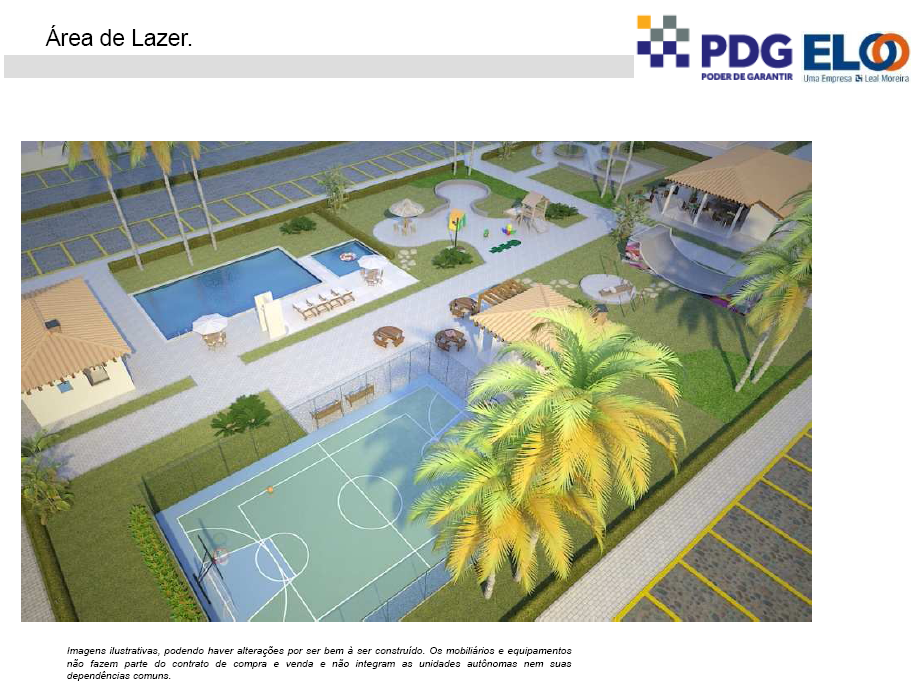 Área de Lazer.
PDG
PODER DE GARANTIR
ELOO
Uma Empresa Leal Moreira
Imagens ilustrativas, podendo haver alterações por ser bem à ser construído. Os mobiliários e equipamentos
não fazem parte do contrato de compra e venda e não integram as unidades autônomas nem suas
dependências comuns.